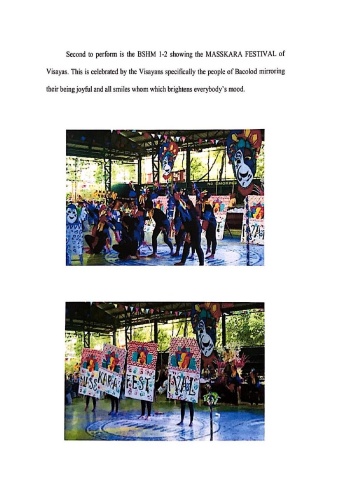 Second to perform is the BSHM 1-2 showing the MASSKARA FESTIVAL of
Visayas. This is celebrated by the Visayans specifically the people of Bacolod mirroring
their being joyful and all smiles whom which brightens everybody's mood.
NO SMOKING
MASS KARA FEST IVAL